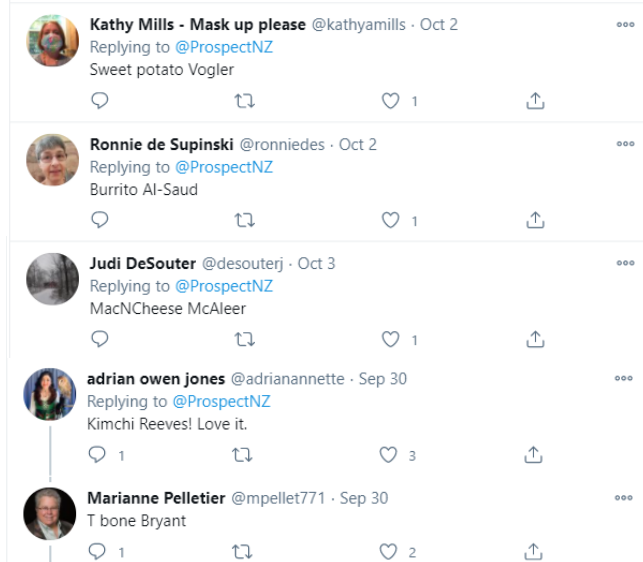 Kathy Mills - Mask up please @kathyamills · Oct 2
Replying to @ProspectNZ
Sweet potato Vogler
1
Ronnie de Supinski @ronniedes · Oct 2
Replying to @ProspectNZ
Burrito Al-Saud
1
Judi DeSouter @desouterj · Oct 3
Replying to @ProspectNZ
MacNCheese McAleer
1
adrian owen jones @adrianannette · Sep 30
Replying to @ProspectNZ
Kimchi Reeves! Love it.
1 3
Marianne Pelletier @mpellet771 · Sep 30
T bone Bryant
1 2